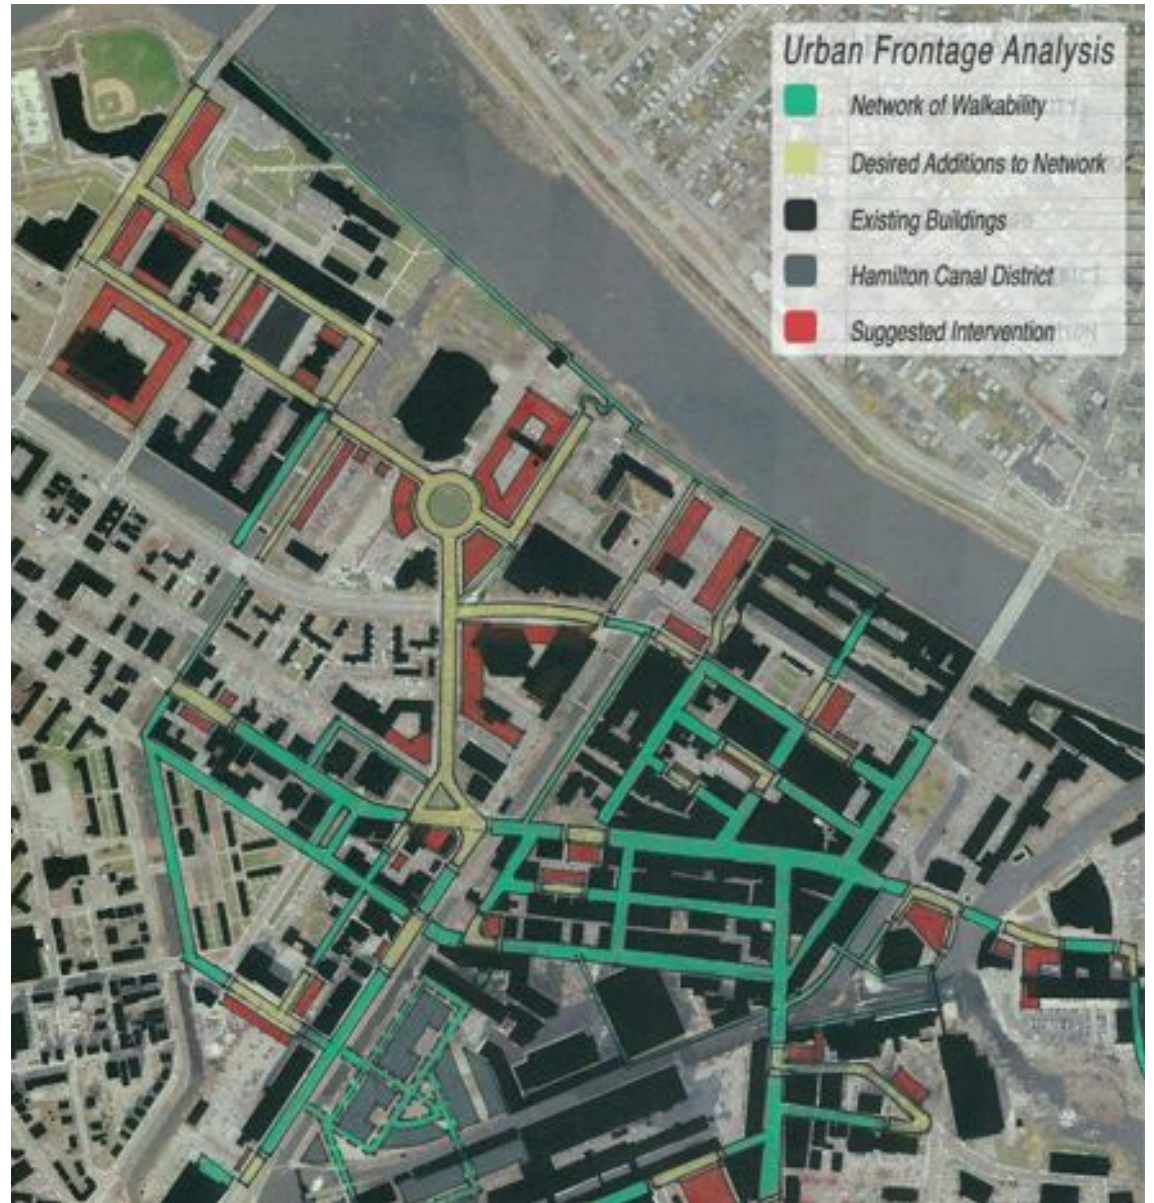 Urban Frontage Analysis
Network of Walkability
Desired Additions to Network
Existing Buildings
Hamilton Canal District
Suggested Intervention